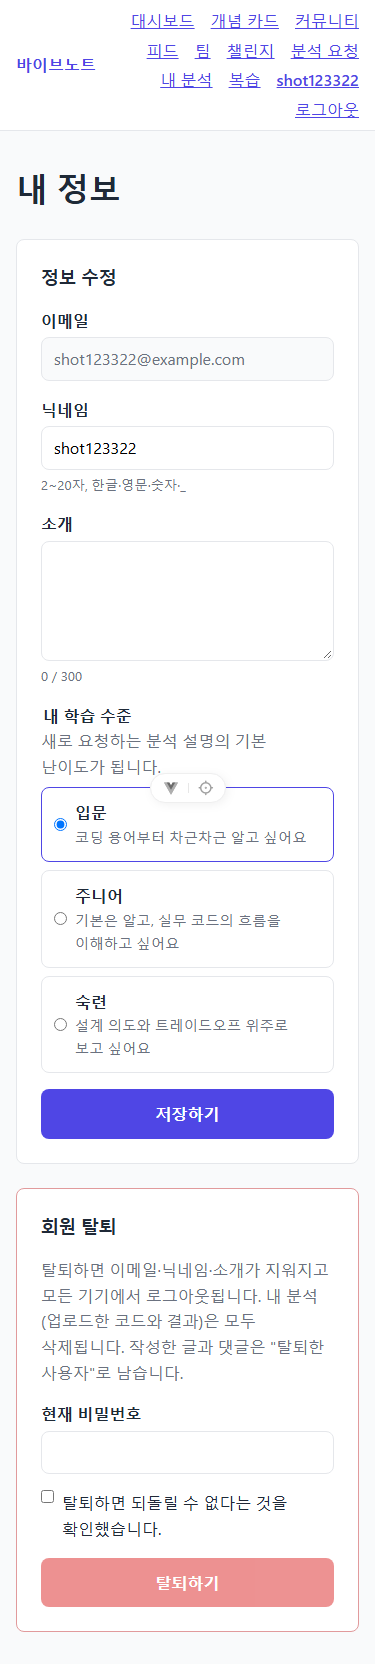 바이브노트
대시보드 개념 카드 커뮤니티
피드 팀 챌린지 분석 요청
내 분석 복습 shot123322
로그아웃
내 정보
정보 수정
이메일
shot123322@example.com
닉네임
shot123322
2~20자, 한글·영문·숫자·_
소개
0 / 300
내 학습 수준
새로 요청하는 분석 설명의 기본
난이도가 됩니다.
입문
코딩 용어부터 차근차근 알고 싶어요
주니어
기본은 알고, 실무 코드의 흐름을
이해하고 싶어요
숙련
설계 의도와 트레이드오프 위주로
보고 싶어요
저장하기
회원 탈퇴
탈퇴하면 이메일·닉네임·소개가 지워지고
모든 기기에서 로그아웃됩니다. 내 분석
(업로드한 코드와 결과)은 모두
삭제됩니다. 작성한 글과 댓글은 "탈퇴한
사용자"로 남습니다.
현재 비밀번호
탈퇴하면 되돌릴 수 없다는 것을
확인했습니다.
탈퇴하기